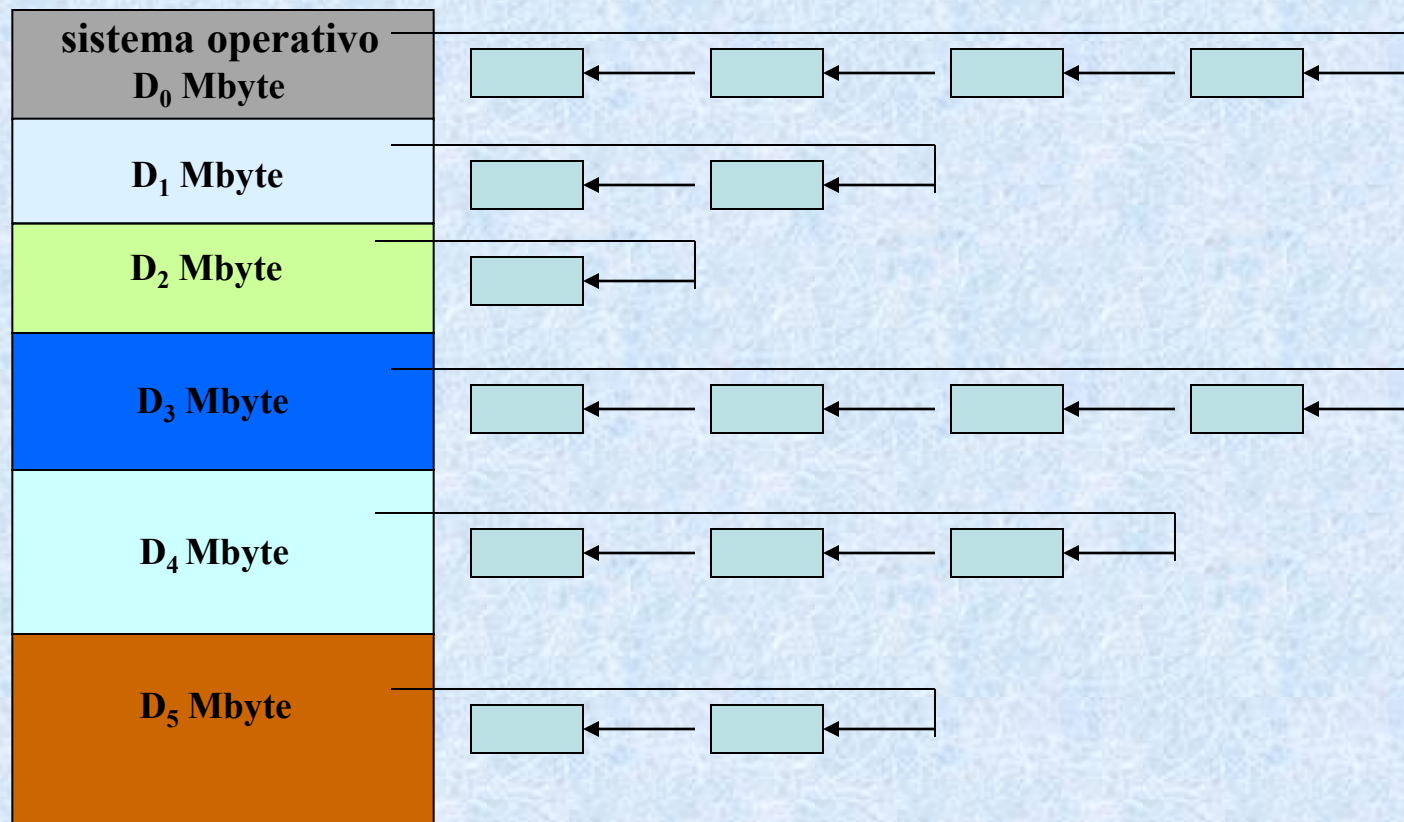 sistema operativo
D₀ Mbyte
D₁ Mbyte
D₂ Mbyte
D₃ Mbyte
D₄ Mbyte
D₅ Mbyte